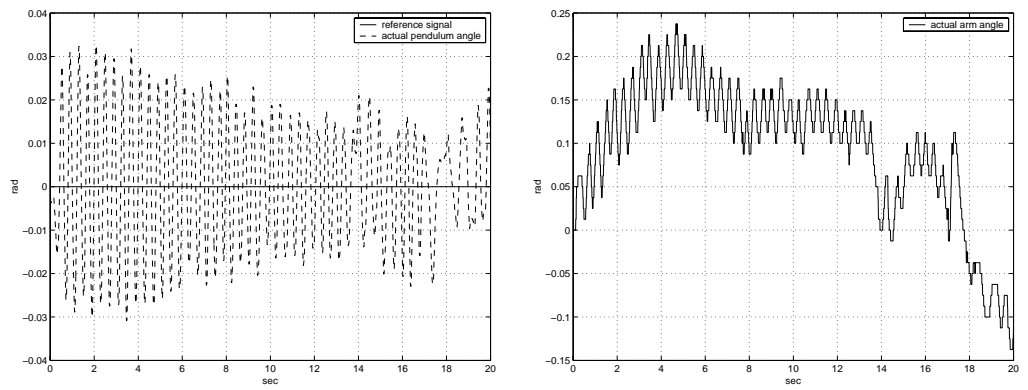 reference signal
actual pendulum angle
0.04
0.03
0.02
0.01
0
−0.01
−0.02
−0.03
−0.04
rad
0 2 4 6 8 10 12 14 16 18 20
sec
actual arm angle
0.25
0.2
0.15
0.1
0.05
0
−0.05
−0.1
−0.15
rad
0 2 4 6 8 10 12 14 16 18 20
sec